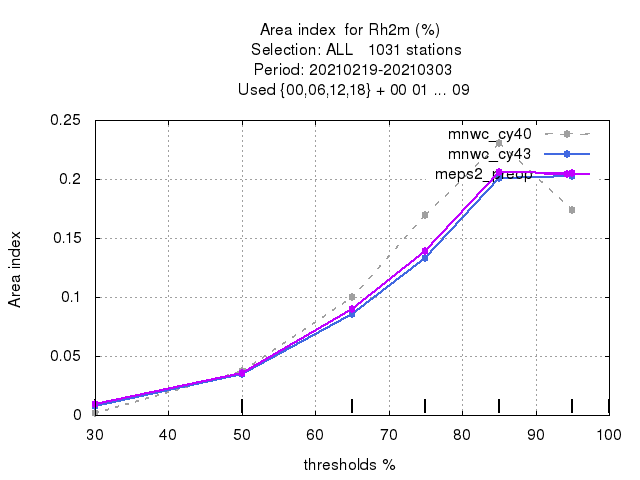 Area index  for Rh2m (%)
Selection: ALL   1031 stations
Period: 20210219-20210303
Used {00,06,12,18} + 00 01 ... 09
0.25
0.2
0.15
0.1
0.05
0
Area index
mnwc_cy40
mnwc_cy43
meps2_preop
30 40 50 60 70 80 90 100
thresholds %